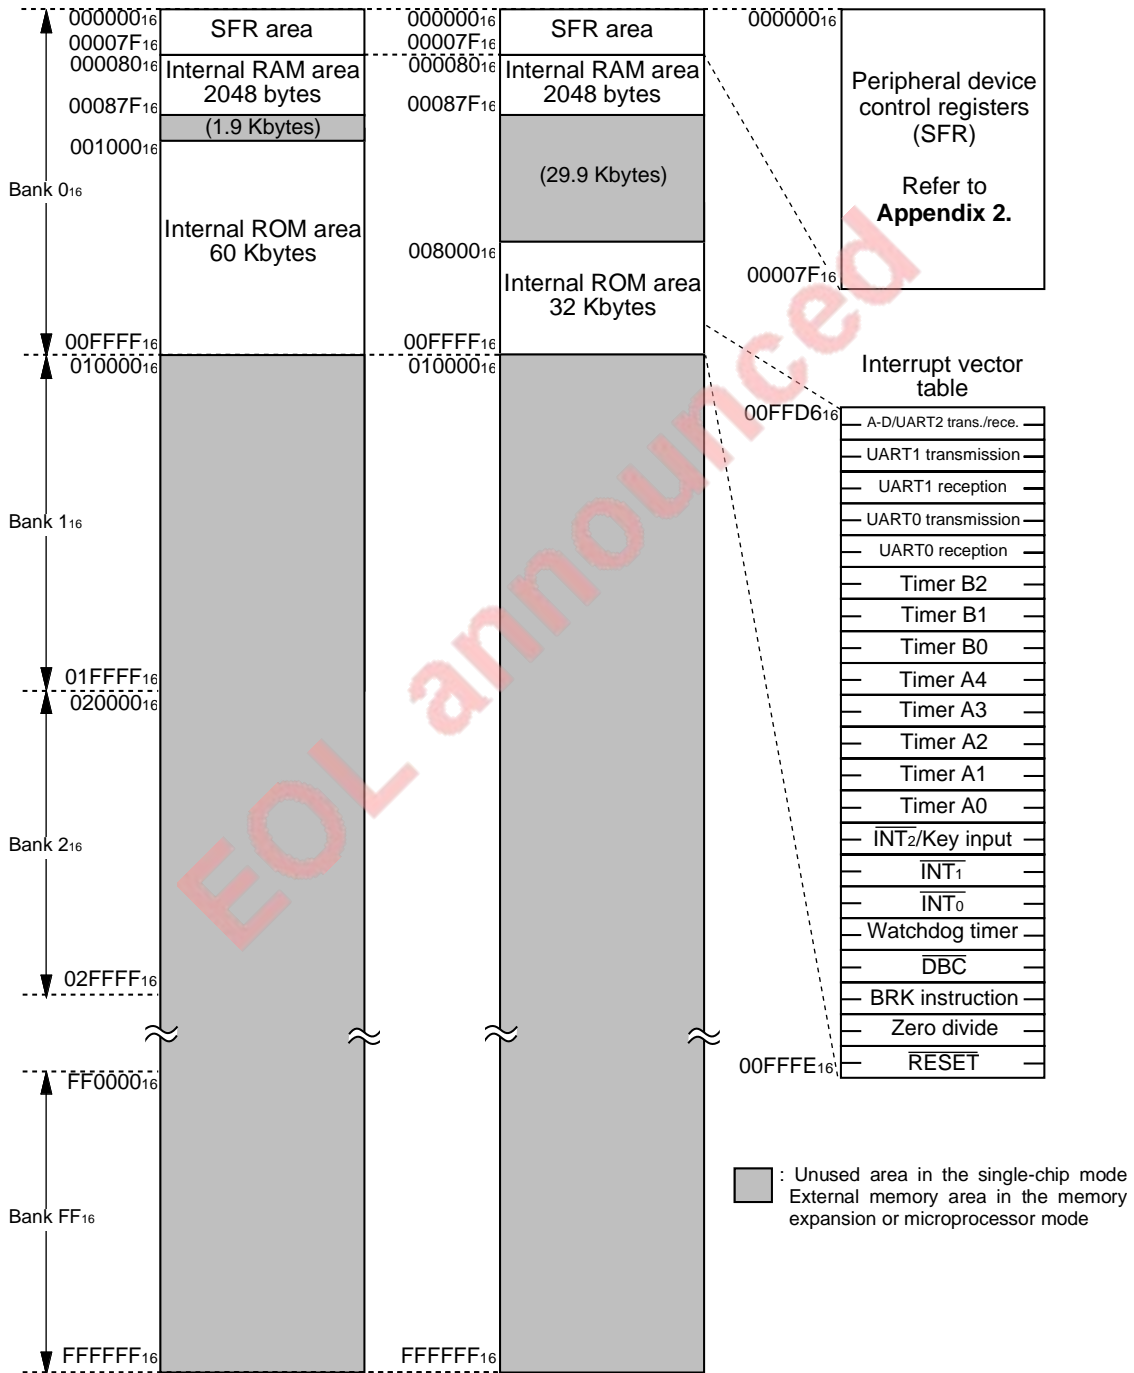 000000₁₆
00007F₁₆
000080₁₆
00087F₁₆
001000₁₆
00FFFF₁₆
010000₁₆
01FFFF₁₆
020000₁₆
02FFFF₁₆
FF0000₁₆
FFFFFF₁₆
Bank 0₁₆
Bank 1₁₆
Bank 2₁₆
Bank FF₁₆
SFR area
Internal RAM area
2048 bytes
(1.9 Kbytes)
Internal ROM area
60 Kbytes
000000₁₆
00007F₁₆
000080₁₆
00087F₁₆
008000₁₆
00FFFF₁₆
010000₁₆
FFFFFF₁₆
SFR area
Internal RAM area
2048 bytes
(29.9 Kbytes)
Internal ROM area
32 Kbytes
000000₁₆
Peripheral device
control registers
(SFR)
Refer to
Appendix 2.
00007F₁₆
Interrupt vector
table
00FFD6₁₆
A-D/UART2 trans./rece.
UART1 transmission
UART1 reception
UART0 transmission
UART0 reception
Timer B2
Timer B1
Timer B0
Timer A4
Timer A3
Timer A2
Timer A1
Timer A0
INT₂/Key input
INT₁
INT₀
Watchdog timer
DBC
BRK instruction
Zero divide
00FFFE₁₆
RESET
: Unused area in the single-chip mode
External memory area in the memory
expansion or microprocessor mode
EOL announced